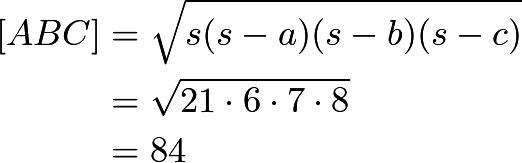 [ABC] = √s(s − a)(s − b)(s − c)
= √21 · 6 · 7 · 8
= 84